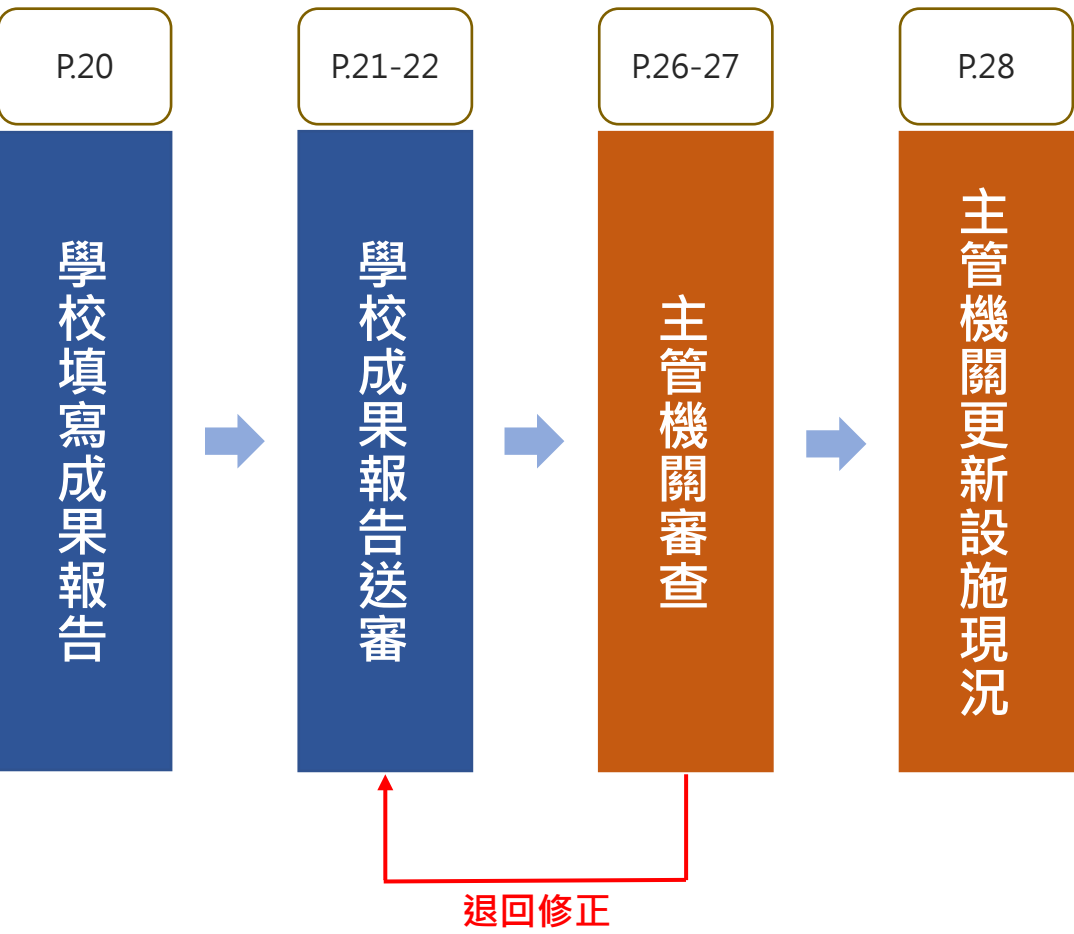 P.20
P.21-22
P.26-27
P.28
學校填寫成果報告
學校成果報告送審
主管機關審查
主管機關更新設施現況
退回修正